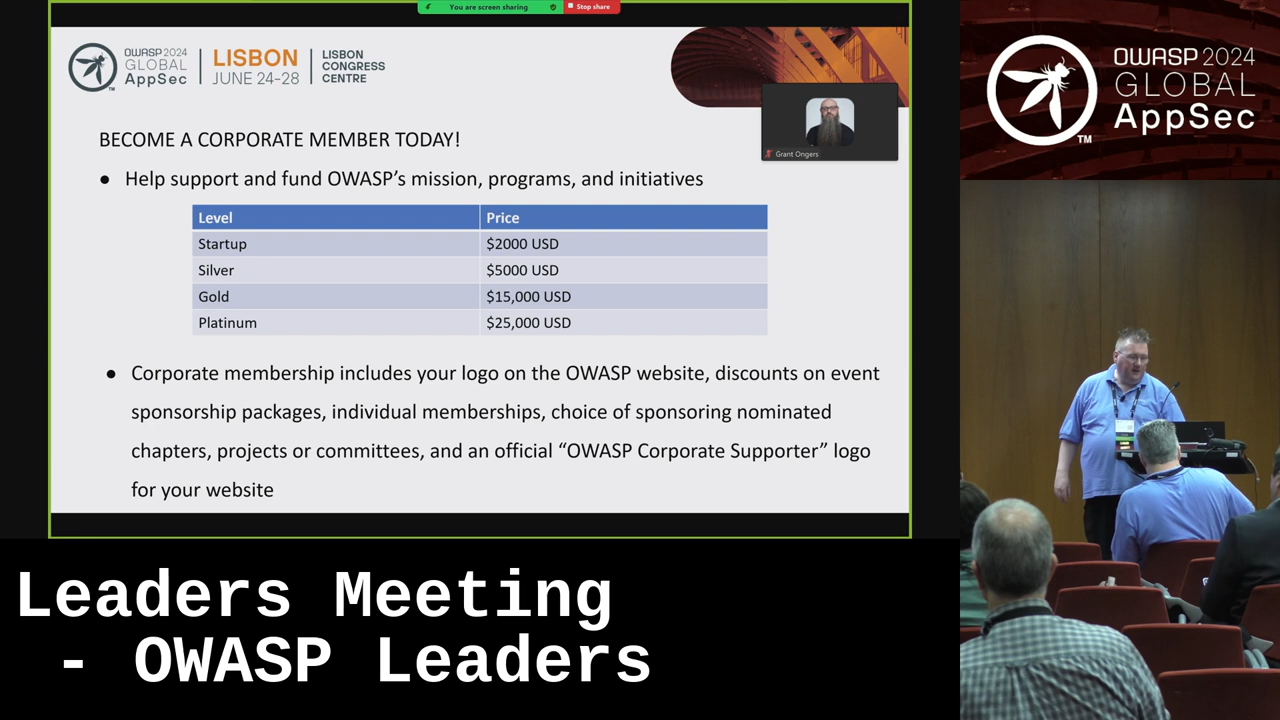 You are screen sharing
Stop share
OWASP 2024
GLOBAL
AppSec
TM
LISBON
JUNE 24-28
LISBON
CONGRESS
CENTRE
Grant Ongers
BECOME A CORPORATE MEMBER TODAY!
● Help support and fund OWASP’s mission, programs, and initiatives
Level Price
Startup $2000 USD
Silver $5000 USD
Gold $15,000 USD
Platinum $25,000 USD
● Corporate membership includes your logo on the OWASP website, discounts on event
sponsorship packages, individual memberships, choice of sponsoring nominated
chapters, projects or committees, and an official “OWASP Corporate Supporter” logo
for your website
OWASP 2024
GLOBAL
AppSec
TM
Leaders Meeting
- OWASP Leaders